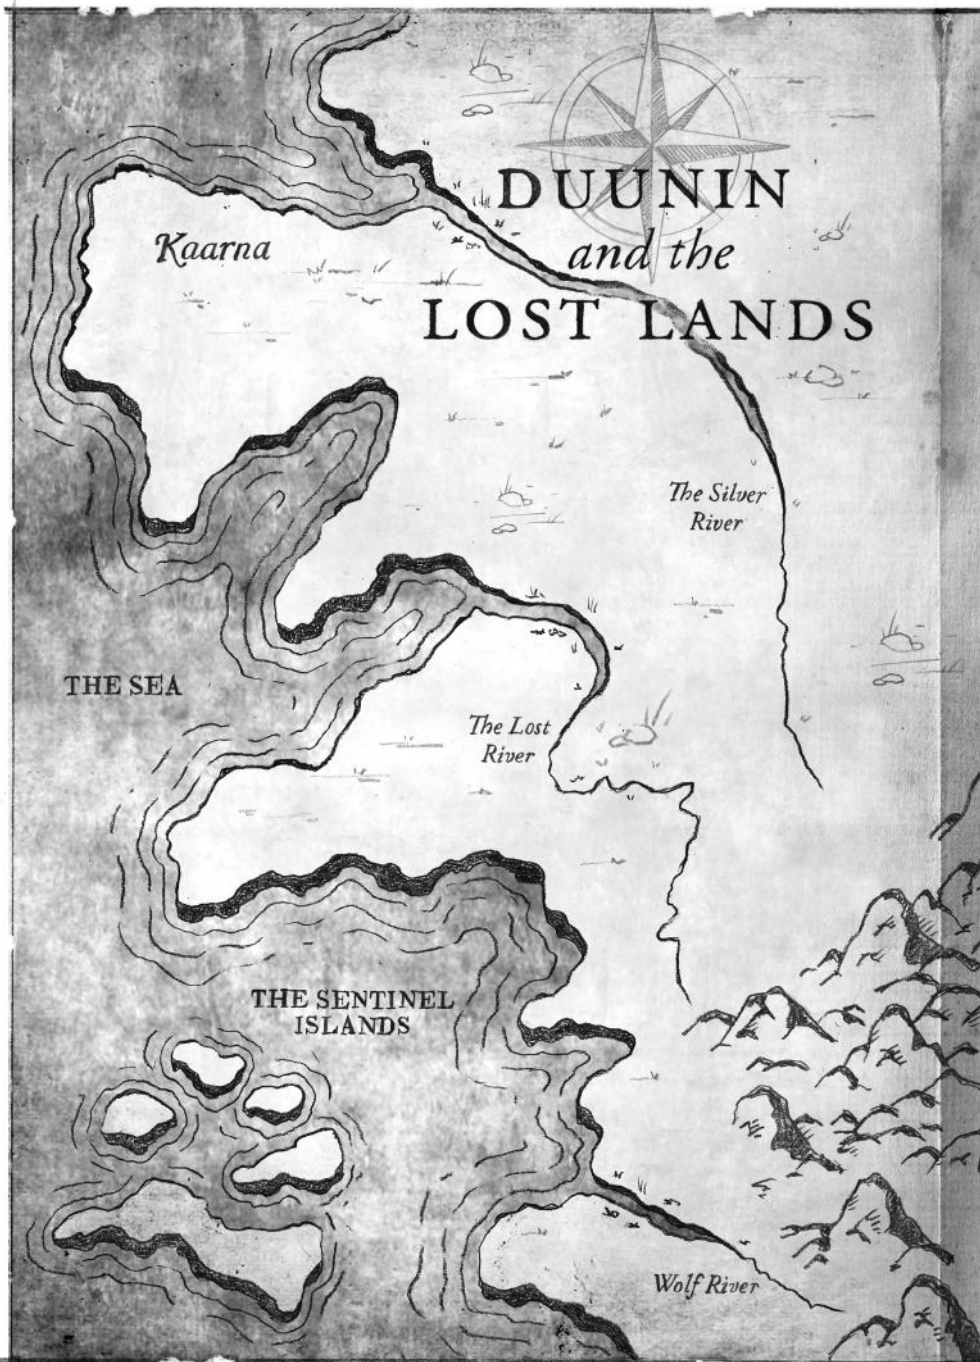 DUUNIN
and the
LOST LANDS
Kaarna
The Silver
River
THE SEA
The Lost
River
THE SENTINEL
ISLANDS
Wolf River